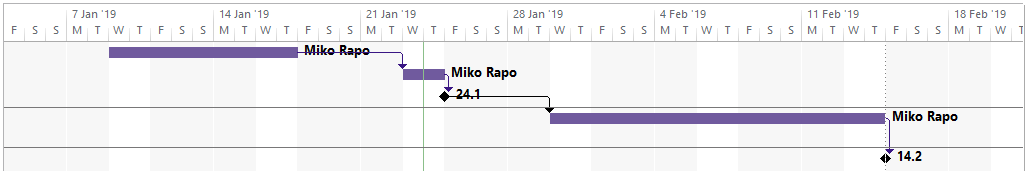 7 Jan '19 14 Jan '19 21 Jan '19 28 Jan '19 4 Feb '19 11 Feb '19 18 Feb '19
F S S M T W T F S S M T W T F S S M T W T F S S M T W T F S S M T W T F S S M T W T F S S M T W T
Miko Rapo
Miko Rapo
24.1
Miko Rapo
14.2